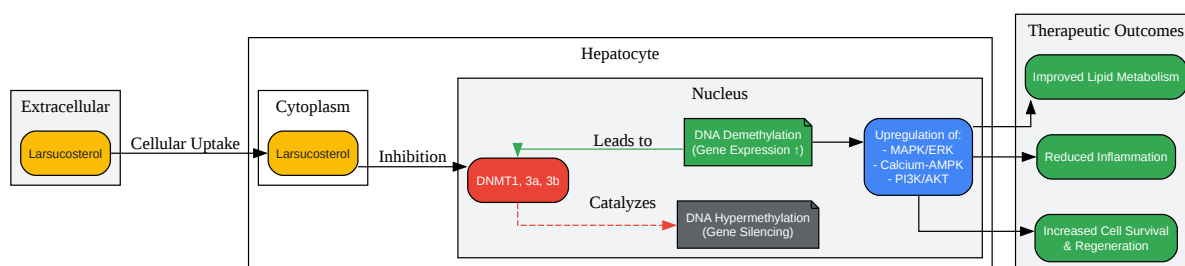 Therapeutic Outcomes
Hepatocyte
Improved Lipid Metabolism
Extracellular
Cytoplasm
Nucleus
Larsucosterol
Cellular Uptake
Larsucosterol
Inhibition
DNMT1, 3a, 3b
Leads to
DNA Demethylation
(Gene Expression ↑)
Upregulation of:
- MAPK/ERK
- Calcium-AMPK
- PI3K/AKT
Reduced Inflammation
Catalyzes
DNA Hypermethylation
(Gene Silencing)
Increased Cell Survival
& Regeneration